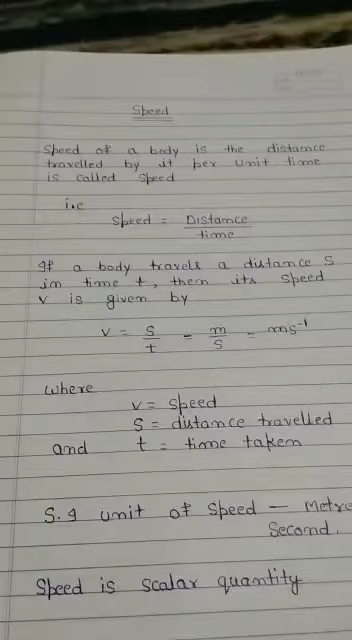 Speed
Speed of a body is the distance
travelled by it per unit time
is called speed
i.e
Speed = Distance / time
If a body travels a distance S
in time t, then its speed
v is given by
v = s/t = m/s = ms⁻¹
where
v = speed
S = distance travelled
and t = time taken
S.I unit of speed — Metre
Second.
Speed is scalar quantity